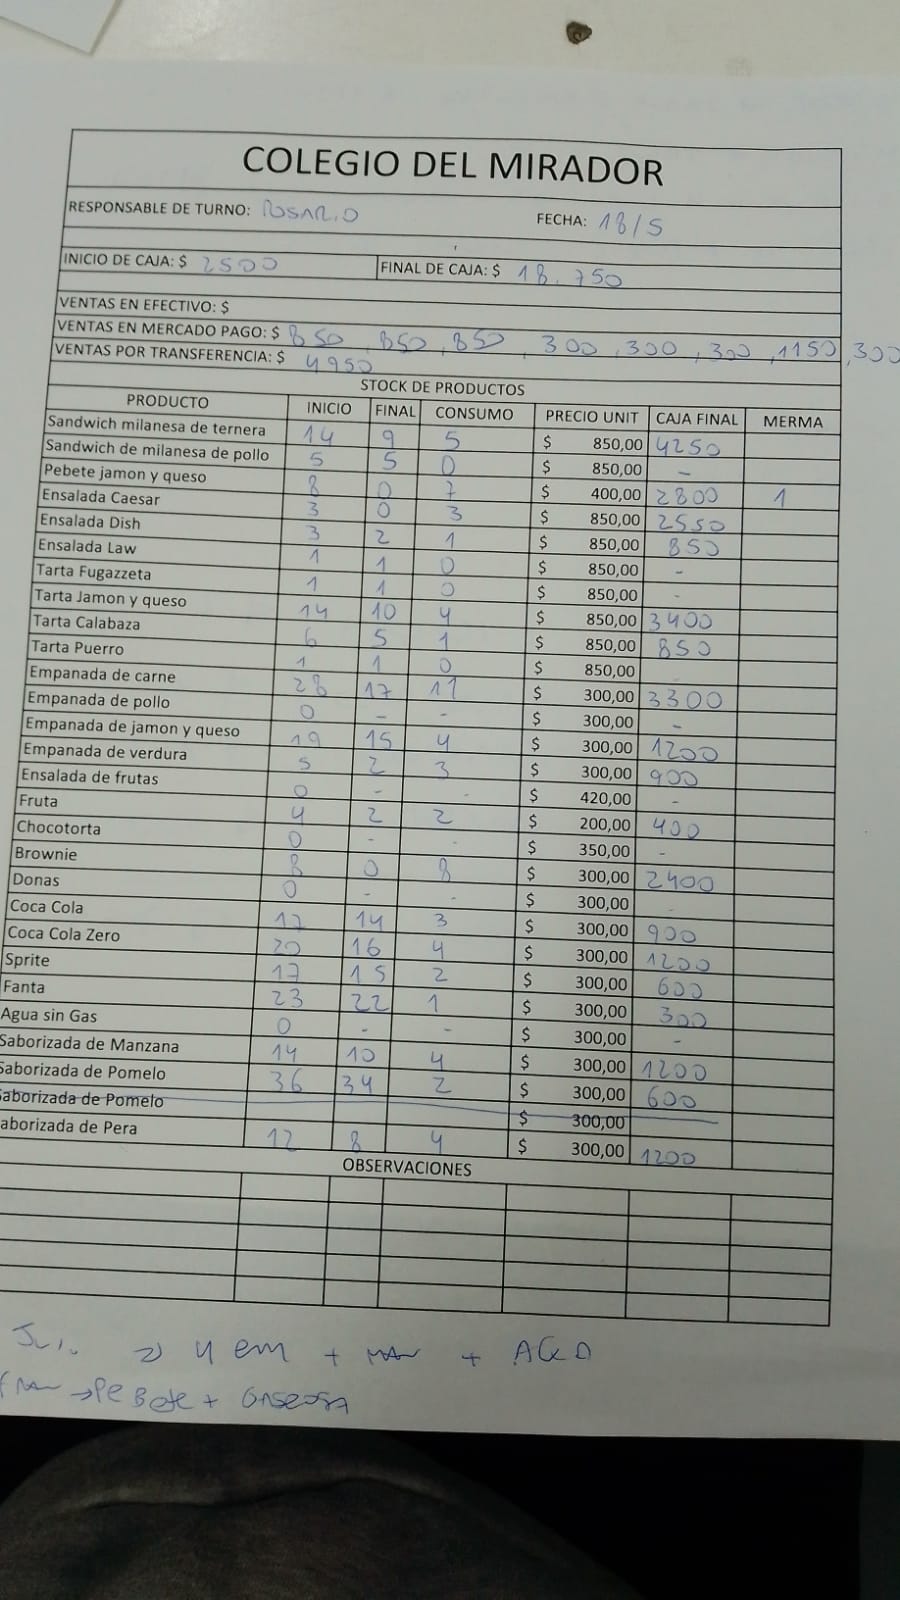 COLEGIO DEL MIRADOR
RESPONSABLE DE TURNO: ROSARIO FECHA: 18/5
INICIO DE CAJA: $ 2500 FINAL DE CAJA: $ 18.750
VENTAS EN EFECTIVO: $
VENTAS EN MERCADO PAGO: $ 850, 850, 850, 300, 300, 300, 1150, 300
VENTAS POR TRANSFERENCIA: $ 4950
STOCK DE PRODUCTOS
PRODUCTO INICIO FINAL CONSUMO PRECIO UNIT CAJA FINAL MERMA
Sandwich milanesa de ternera 14 9 5 $ 850,00 4250
Sandwich de milanesa de pollo 5 5 0 $ 850,00 -
Pebete jamon y queso 8 0 7 $ 400,00 2800 1
Ensalada Caesar 3 0 3 $ 850,00 2550
Ensalada Dish 3 2 1 $ 850,00 850
Ensalada Law 1 1 0 $ 850,00 -
Tarta Fugazzeta 1 1 0 $ 850,00 -
Tarta Jamon y queso 14 10 4 $ 850,00 3400
Tarta Calabaza 6 5 1 $ 850,00 850
Tarta Puerro 1 1 0 $ 850,00
Empanada de carne 28 17 11 $ 300,00 3300
Empanada de pollo 0 - - $ 300,00 -
Empanada de jamon y queso 19 15 4 $ 300,00 1200
Empanada de verdura 5 2 3 $ 300,00 900
Ensalada de frutas 0 - - $ 420,00 -
Fruta 4 2 2 $ 200,00 400
Chocotorta 0 - - $ 350,00 -
Brownie 8 0 8 $ 300,00 2400
Donas 0 - - $ 300,00 -
Coca Cola 17 14 3 $ 300,00 900
Coca Cola Zero 20 16 4 $ 300,00 1200
Sprite 17 15 2 $ 300,00 600
Fanta 23 22 1 $ 300,00 300
Agua sin Gas 0 - - $ 300,00 -
Saborizada de Manzana 14 10 4 $ 300,00 1200
Saborizada de Pomelo 36 34 2 $ 300,00 600
Saborizada de Pomelo $ 300,00
aborizada de Pera 12 8 4 $ 300,00 1200
OBSERVACIONES
4 em + + AGUA
Pebete + Gaseosa